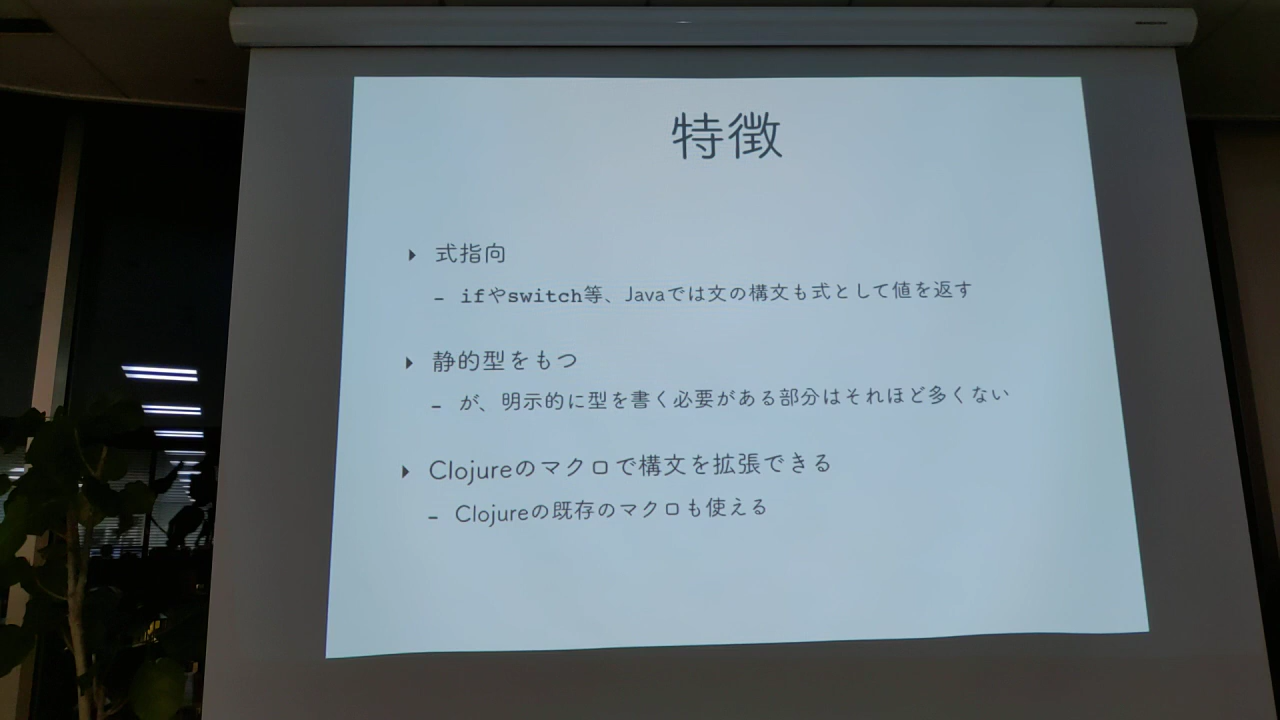 特徴
‣ 式指向
– ifやswitch等、Javaでは文の構文も式として値を返す
‣ 静的型をもつ
– が、明示的に型を書く必要がある部分はそれほど多くない
‣ Clojureのマクロで構文を拡張できる
– Clojureの既存のマクロも使える